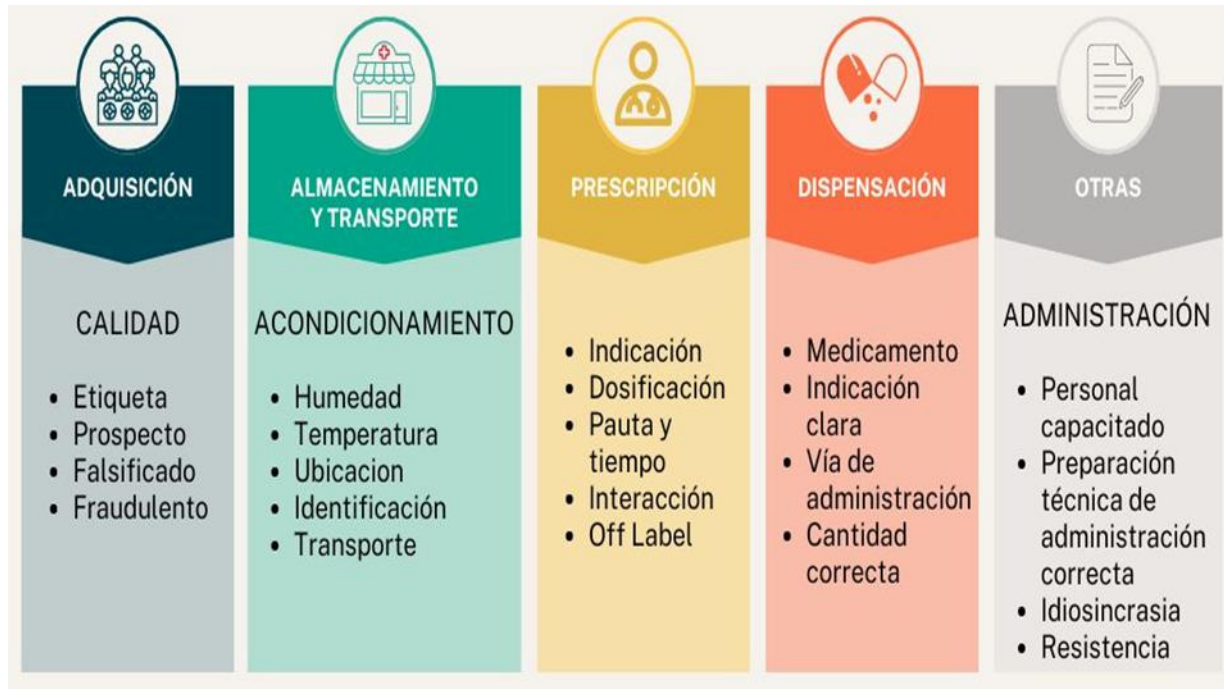 ADQUISICIÓN
CALIDAD
• Etiqueta
• Prospecto
• Falsificado
• Fraudulento
ALMACENAMIENTO
Y TRANSPORTE
ACONDICIONAMIENTO
• Humedad
• Temperatura
• Ubicacion
• Identificación
• Transporte
PRESCRIPCIÓN
• Indicación
• Dosificación
• Pauta y
tiempo
• Interacción
• Off Label
DISPENSACIÓN
• Medicamento
• Indicación
clara
• Vía de
administración
• Cantidad
correcta
OTRAS
ADMINISTRACIÓN
• Personal
capacitado
• Preparación
técnica de
administración
correcta
• Idiosincrasia
• Resistencia